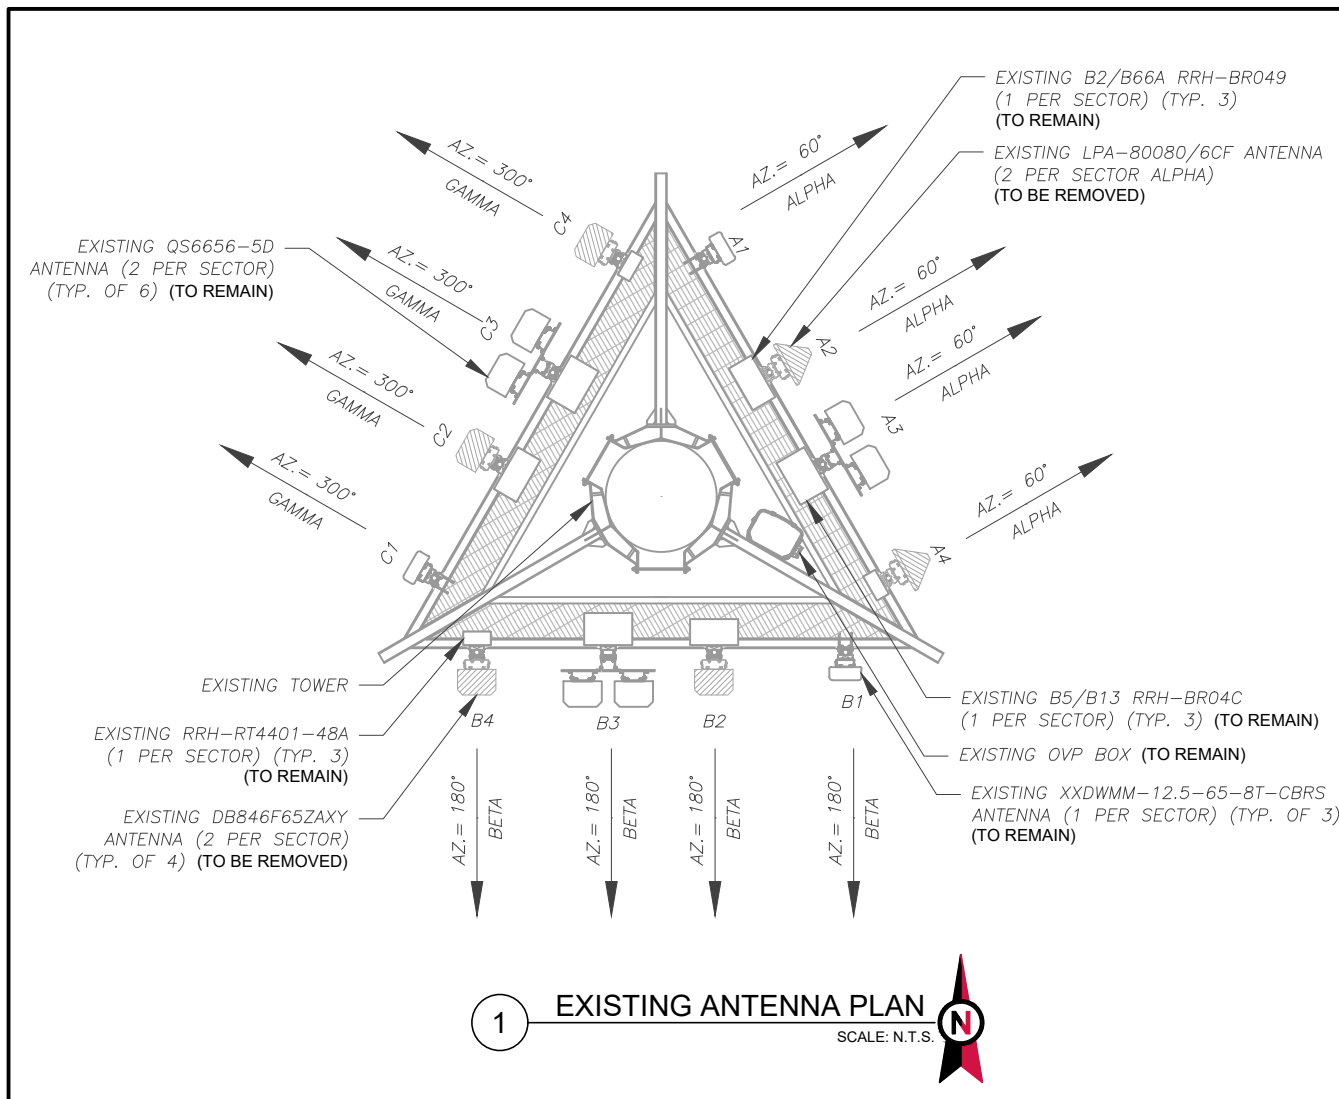 EXISTING B2/B66A RRH-BR049
(1 PER SECTOR) (TYP. 3)
(TO REMAIN)
EXISTING LPA-80080/6CF ANTENNA
(2 PER SECTOR ALPHA)
(TO BE REMOVED)
AZ.= 300°
GAMMA
C4
AZ.= 60°
ALPHA
A1
EXISTING QS6656-5D
ANTENNA (2 PER SECTOR)
(TYP. OF 6) (TO REMAIN)
AZ.= 300°
GAMMA
C3
AZ.= 60°
ALPHA
A2
AZ.= 300°
GAMMA
C2
AZ.= 60°
ALPHA
A3
AZ.= 300°
GAMMA
C1
AZ.= 60°
ALPHA
A4
EXISTING TOWER
EXISTING RRH-RT4401-48A
(1 PER SECTOR) (TYP. 3)
(TO REMAIN)
EXISTING DB846F65ZAXY
ANTENNA (2 PER SECTOR)
(TYP. OF 4) (TO BE REMOVED)
B4
B3
B2
B1
AZ.= 180°
BETA
AZ.= 180°
BETA
AZ.= 180°
BETA
AZ.= 180°
BETA
EXISTING B5/B13 RRH-BR04C
(1 PER SECTOR) (TYP. 3) (TO REMAIN)
EXISTING OVP BOX (TO REMAIN)
EXISTING XXDWMM-12.5-65-8T-CBRS
ANTENNA (1 PER SECTOR) (TYP. OF 3)
(TO REMAIN)
1
EXISTING ANTENNA PLAN
SCALE: N.T.S.
N